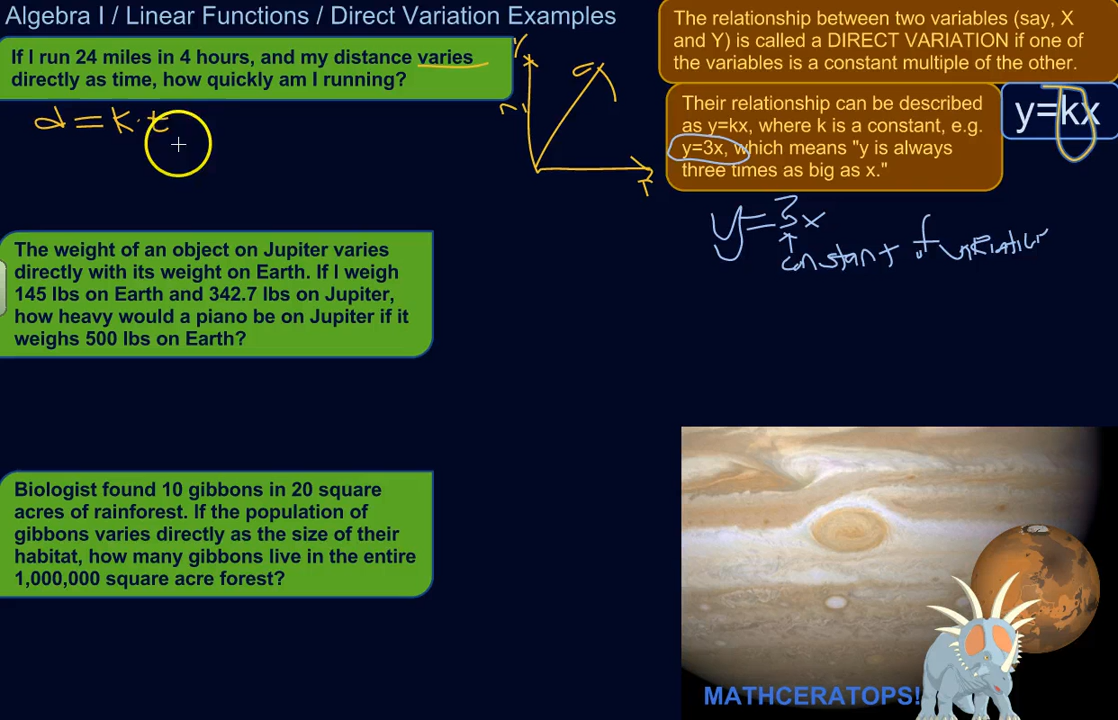 Algebra I / Linear Functions / Direct Variation Examples
If I run 24 miles in 4 hours, and my distance varies
directly as time, how quickly am I running?
d = k · t
The relationship between two variables (say, X
and Y) is called a DIRECT VARIATION if one of
the variables is a constant multiple of the other.
Their relationship can be described
as y=kx, where k is a constant, e.g.
y=3x, which means "y is always
three times as big as x."
y=kx
y=3x
constant of variation
The weight of an object on Jupiter varies
directly with its weight on Earth. If I weigh
145 lbs on Earth and 342.7 lbs on Jupiter,
how heavy would a piano be on Jupiter if it
weighs 500 lbs on Earth?
Biologist found 10 gibbons in 20 square
acres of rainforest. If the population of
gibbons varies directly as the size of their
habitat, how many gibbons live in the entire
1,000,000 square acre forest?
MATHCERATOPS!